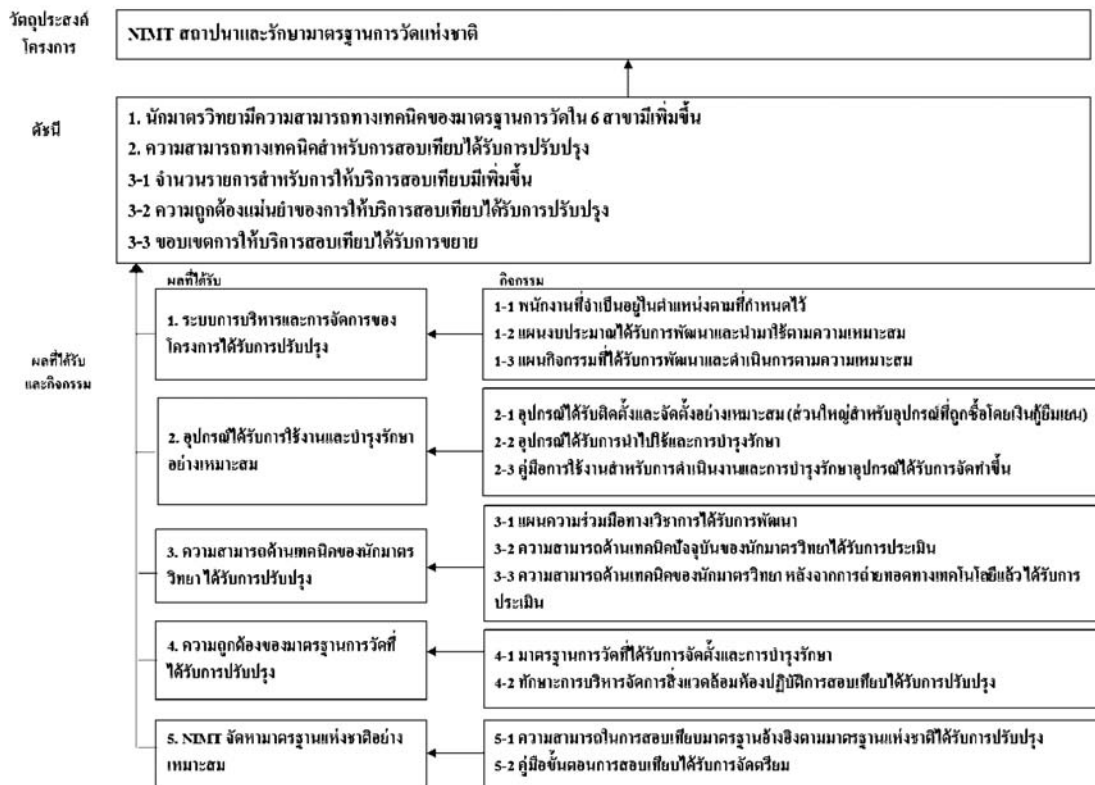 วัตถุประสงค์
โครงการ
NIMT สถาปนาและรักษามาตรฐานการวัดแห่งชาติ
ดัชนี
1. นักมาตรวิทยามีความสามารถทางเทคนิคของมาตรฐานการวัดใน 6 สาขามีเพิ่มขึ้น
2. ความสามารถทางเทคนิคสำหรับการสอบเทียบได้รับการปรับปรุง
3-1 จำนวนรายการสำหรับการให้บริการสอบเทียบมีเพิ่มขึ้น
3-2 ความถูกต้องแม่นยำของการให้บริการสอบเทียบได้รับการปรับปรุง
3-3 ขอบเขตการให้บริการสอบเทียบได้รับการขยาย
ผลที่ได้รับ
และกิจกรรม
ผลที่ได้รับ
กิจกรรม
1. ระบบการบริหารและการจัดการของ
โครงการได้รับการปรับปรุง
1-1 พนักงานที่จำเป็นอยู่ในตำแหน่งตามที่กำหนดไว้
1-2 แผนงบประมาณได้รับการพัฒนาและนำมาใช้ตามความเหมาะสม
1-3 แผนกิจกรรมที่ได้รับการพัฒนาและดำเนินการตามความเหมาะสม
2. อุปกรณ์ได้รับการใช้งานและบำรุงรักษา
อย่างเหมาะสม
2-1 อุปกรณ์ได้รับติดตั้งและจัดตั้งอย่างเหมาะสม (ส่วนใหญ่สำหรับอุปกรณ์ที่ถูกซื้อโดยเงินกู้ยืมเยน)
2-2 อุปกรณ์ได้รับการนำไปใช้และการบำรุงรักษา
2-3 คู่มือการใช้งานสำหรับการดำเนินงานและการบำรุงรักษาอุปกรณ์ได้รับการจัดทำขึ้น
3. ความสามารถด้านเทคนิคของนักมาตร
วิทยา ได้รับการปรับปรุง
3-1 แผนความร่วมมือทางวิชาการได้รับการพัฒนา
3-2 ความสามารถด้านเทคนิคปัจจุบันของนักมาตรวิทยาได้รับการประเมิน
3-3 ความสามารถด้านเทคนิคของนักมาตรวิทยา หลังจากการถ่ายทอดทางเทคโนโลยีแล้ว ได้รับการ
ประเมิน
4. ความถูกต้องของมาตรฐานการวัดที่
ได้รับการปรับปรุง
4-1 มาตรฐานการวัดที่ได้รับการจัดตั้งและการบำรุงรักษา
4-2 ทักษะการบริหารจัดการสิ่งแวดล้อมห้องปฏิบัติการสอบเทียบได้รับการปรับปรุง
5. NIMT จัดหามาตรฐานแห่งชาติอย่าง
เหมาะสม
5-1 ความสามารถในการสอบเทียบมาตรฐานอ้างอิงตามมาตรฐานแห่งชาติได้รับการปรับปรุง
5-2 คู่มือขั้นตอนการสอบเทียบได้รับการจัดเตรียม